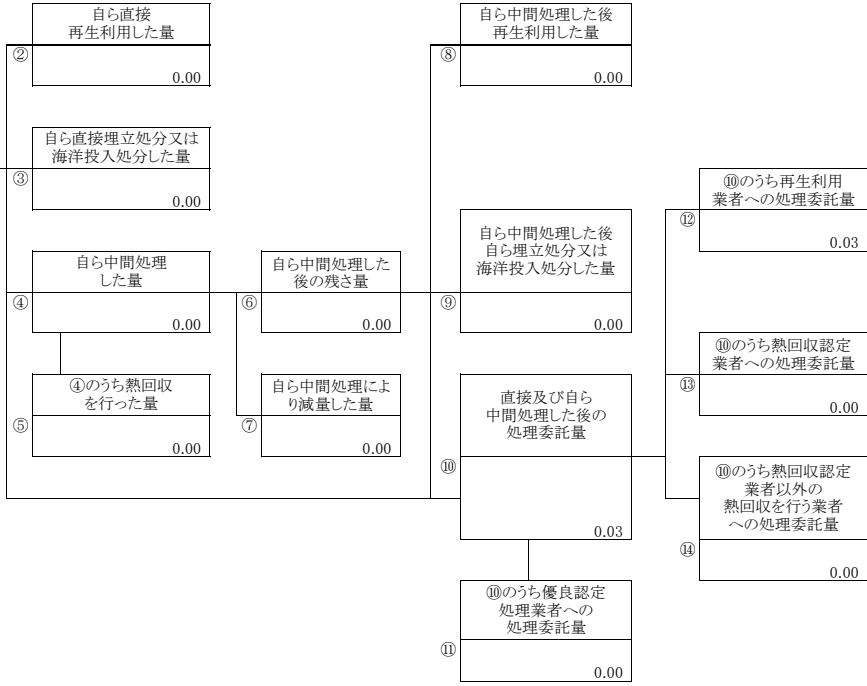 自ら直接
再生利用した量
②
0.00
自ら中間処理した後
再生利用した量
⑧
0.00
自ら直接埋立処分又は
海洋投入処分した量
③
0.00
⑩のうち再生利用
業者への処理委託量
⑫
0.03
自ら中間処理
した量
④
0.00
自ら中間処理した
後の残さ量
⑥
0.00
自ら中間処理した後
自ら埋立処分又は
海洋投入処分した量
⑨
0.00
⑩のうち熱回収認定
業者への処理委託量
⑬
0.00
④のうち熱回収
を行った量
⑤
0.00
自ら中間処理によ
り減量した量
⑦
0.00
直接及び自ら
中間処理した後の
処理委託量
⑩
0.03
⑩のうち熱回収認定
業者以外の
熱回収を行う業者
への処理委託量
⑭
0.00
⑩のうち優良認定
処理業者への
処理委託量
⑪
0.00